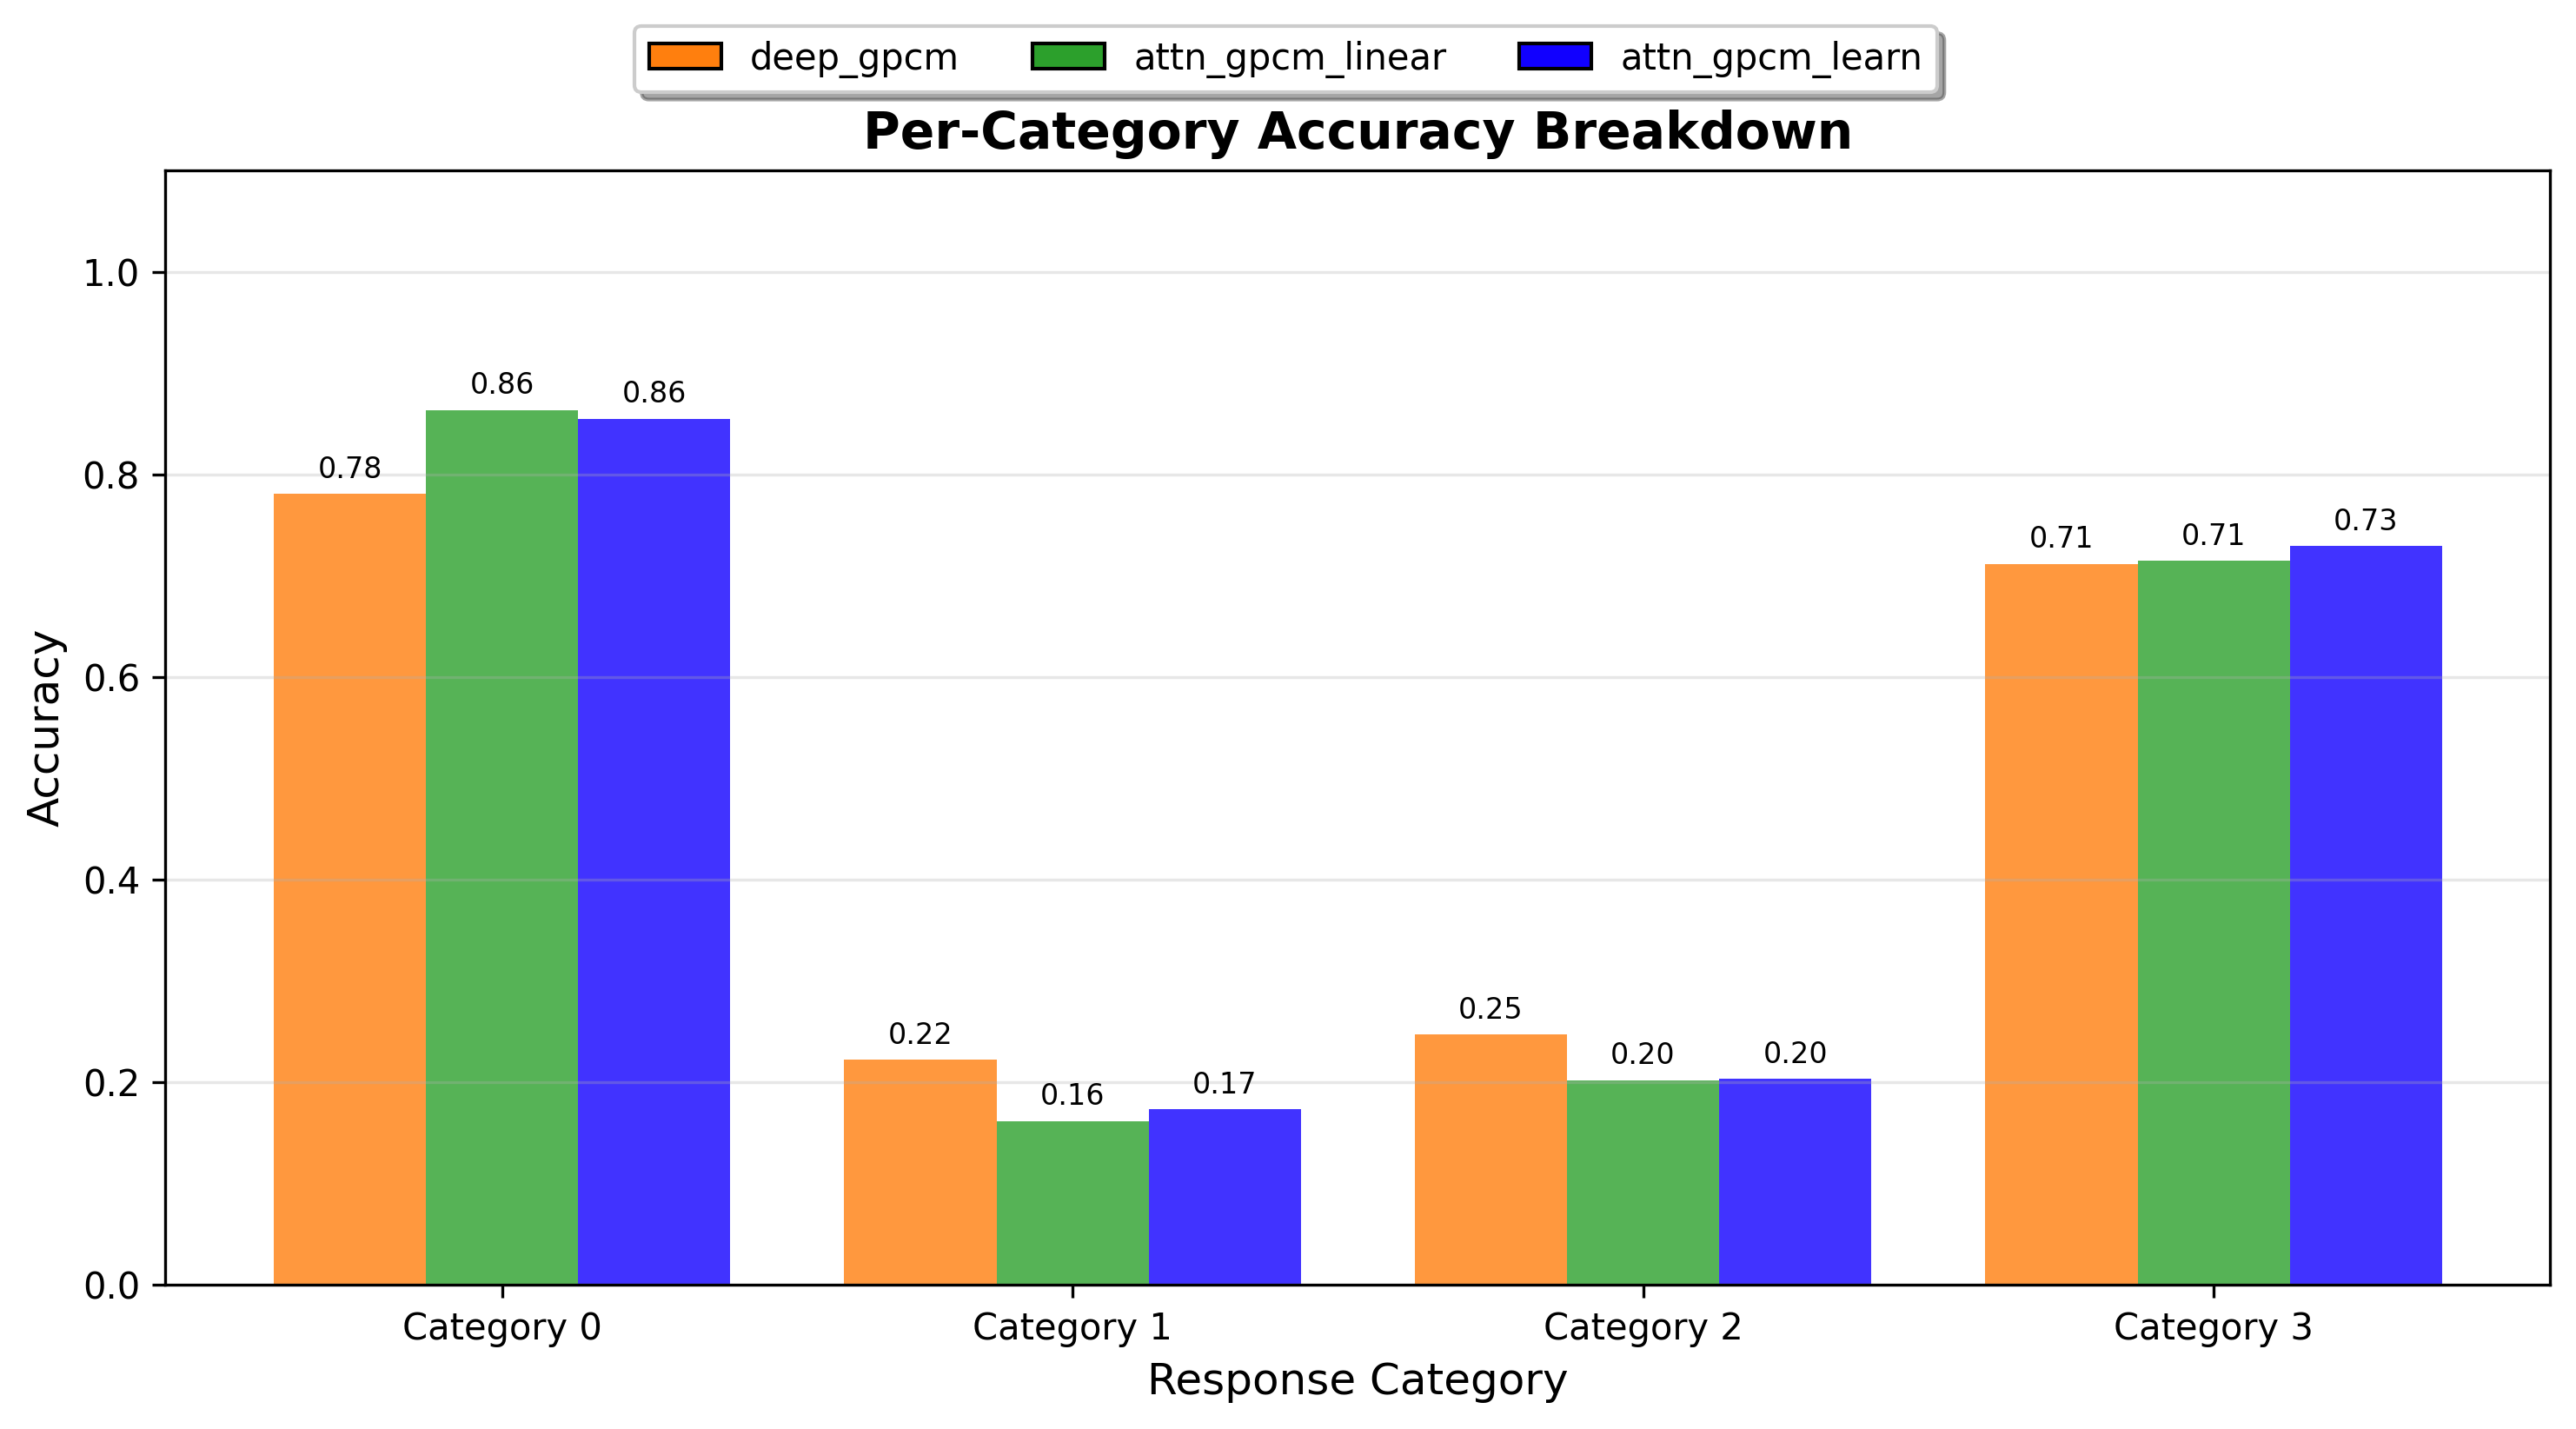 deep_gpcm attn_gpcm_linear attn_gpcm_learn
Per-Category Accuracy Breakdown
1.0
0.8
0.6
0.4
0.2
0.0
Accuracy
0.78 0.86 0.86
0.22 0.16 0.17
0.25 0.20 0.20
0.71 0.71 0.73
Category 0 Category 1 Category 2 Category 3
Response Category